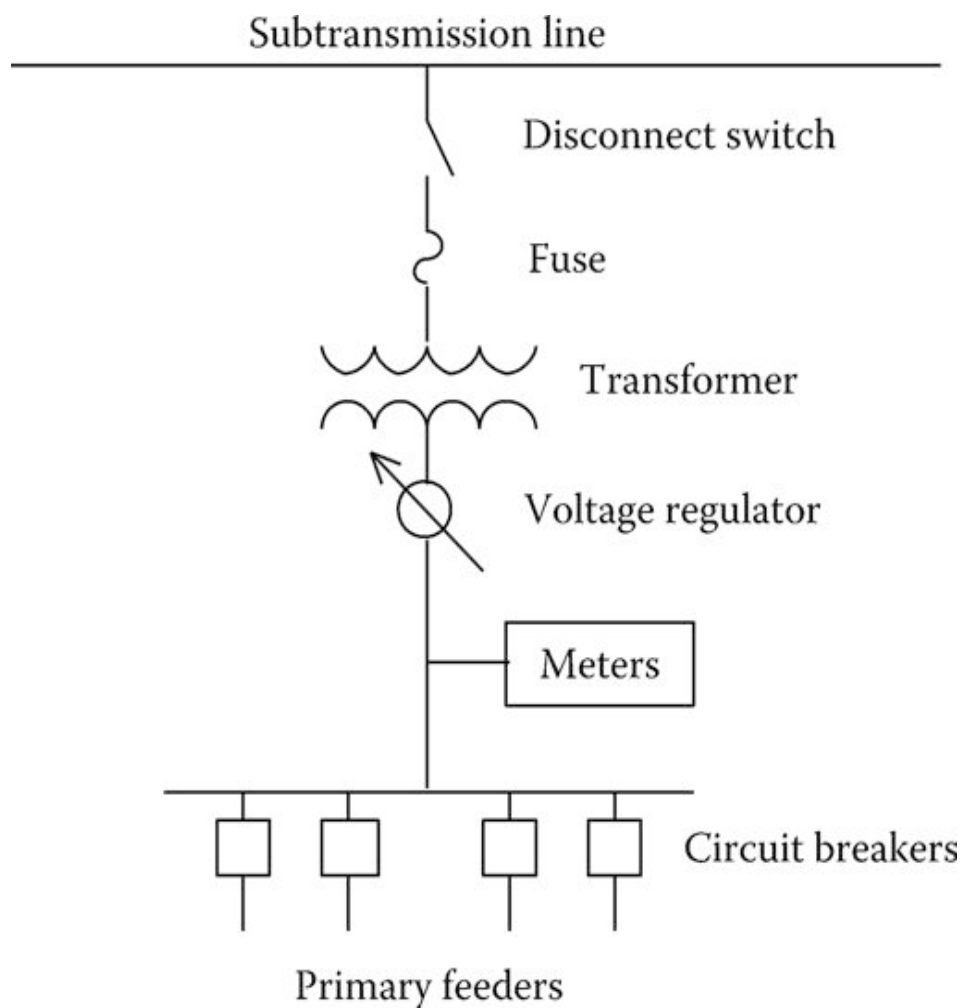 Subtransmission line
Disconnect switch
Fuse
Transformer
Voltage regulator
Meters
Circuit breakers
Primary feeders